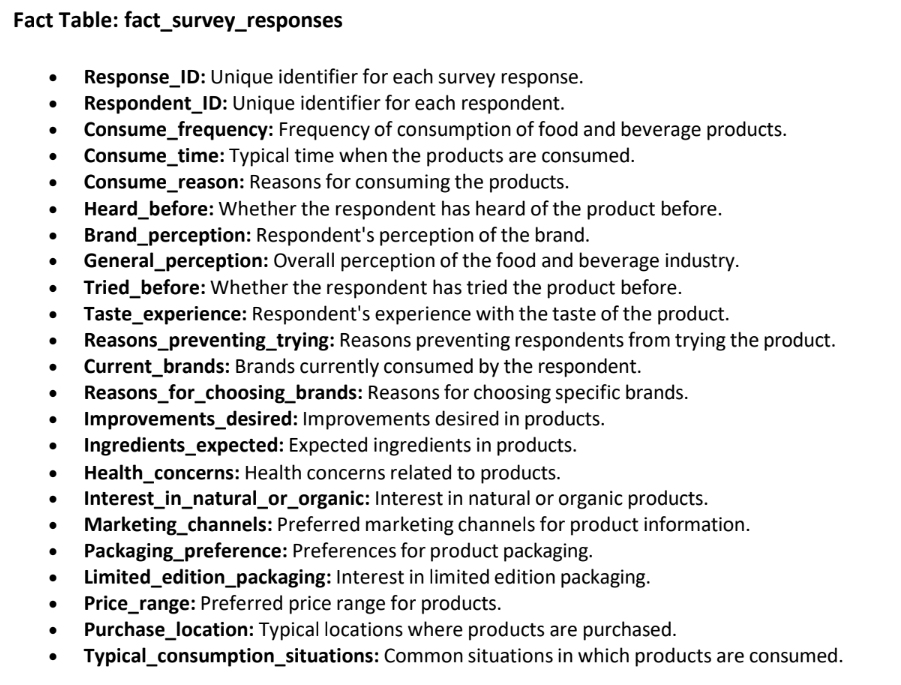 Fact Table: fact_survey_responses
• Response_ID: Unique identifier for each survey response.
• Respondent_ID: Unique identifier for each respondent.
• Consume_frequency: Frequency of consumption of food and beverage products.
• Consume_time: Typical time when the products are consumed.
• Consume_reason: Reasons for consuming the products.
• Heard_before: Whether the respondent has heard of the product before.
• Brand_perception: Respondent's perception of the brand.
• General_perception: Overall perception of the food and beverage industry.
• Tried_before: Whether the respondent has tried the product before.
• Taste_experience: Respondent's experience with the taste of the product.
• Reasons_preventing_trying: Reasons preventing respondents from trying the product.
• Current_brands: Brands currently consumed by the respondent.
• Reasons_for_choosing_brands: Reasons for choosing specific brands.
• Improvements_desired: Improvements desired in products.
• Ingredients_expected: Expected ingredients in products.
• Health_concerns: Health concerns related to products.
• Interest_in_natural_or_organic: Interest in natural or organic products.
• Marketing_channels: Preferred marketing channels for product information.
• Packaging_preference: Preferences for product packaging.
• Limited_edition_packaging: Interest in limited edition packaging.
• Price_range: Preferred price range for products.
• Purchase_location: Typical locations where products are purchased.
• Typical_consumption_situations: Common situations in which products are consumed.